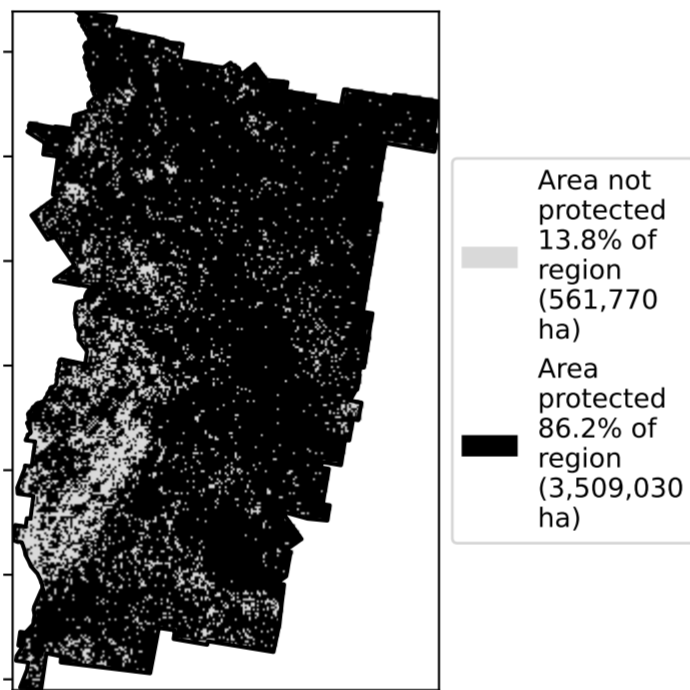 Area not
protected
13.8% of
region
(561,770
ha)
Area
protected
86.2% of
region
(3,509,030
ha)